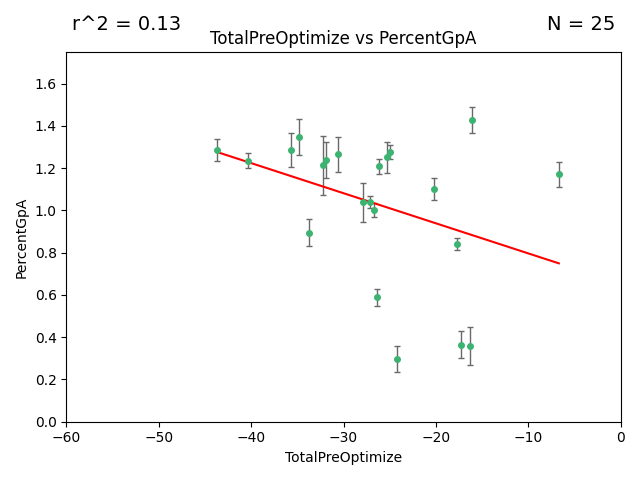 r^2 = 0.13
N = 25
TotalPreOptimize vs PercentGpA
PercentGpA
1.6
1.4
1.2
1.0
0.8
0.6
0.4
0.2
0.0
−60 −50 −40 −30 −20 −10 0
TotalPreOptimize